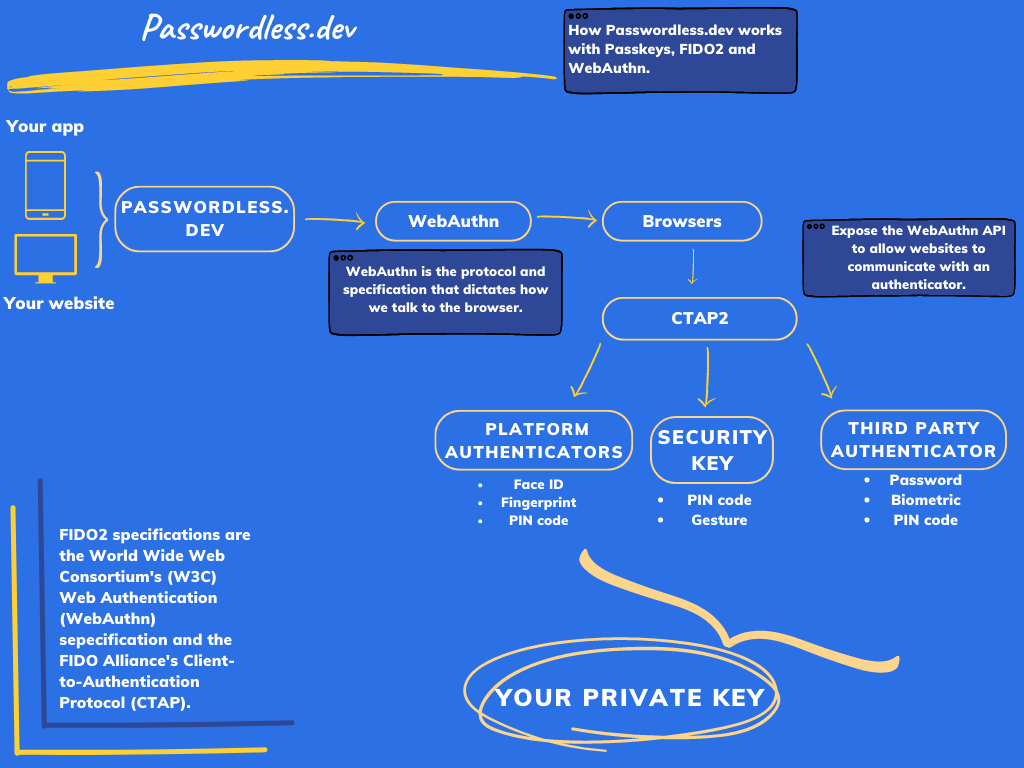 Passwordless.dev
How Passwordless.dev works
with Passkeys, FIDO2 and
WebAuthn.
Your app
Your website
PASSWORDLESS.
DEV
WebAuthn
Browsers
WebAuthn is the protocol and
specification that dictates how
we talk to the browser.
Expose the WebAuthn API
to allow websites to
communicate with an
authenticator.
CTAP2
PLATFORM
AUTHENTICATORS
• Face ID
• Fingerprint
• PIN code
SECURITY
KEY
• PIN code
• Gesture
THIRD PARTY
AUTHENTICATOR
• Password
• Biometric
• PIN code
FIDO2 specifications are
the World Wide Web
Consortium's (W3C)
Web Authentication
(WebAuthn)
sepecification and the
FIDO Alliance's Client-
to-Authentication
Protocol (CTAP).
YOUR PRIVATE KEY